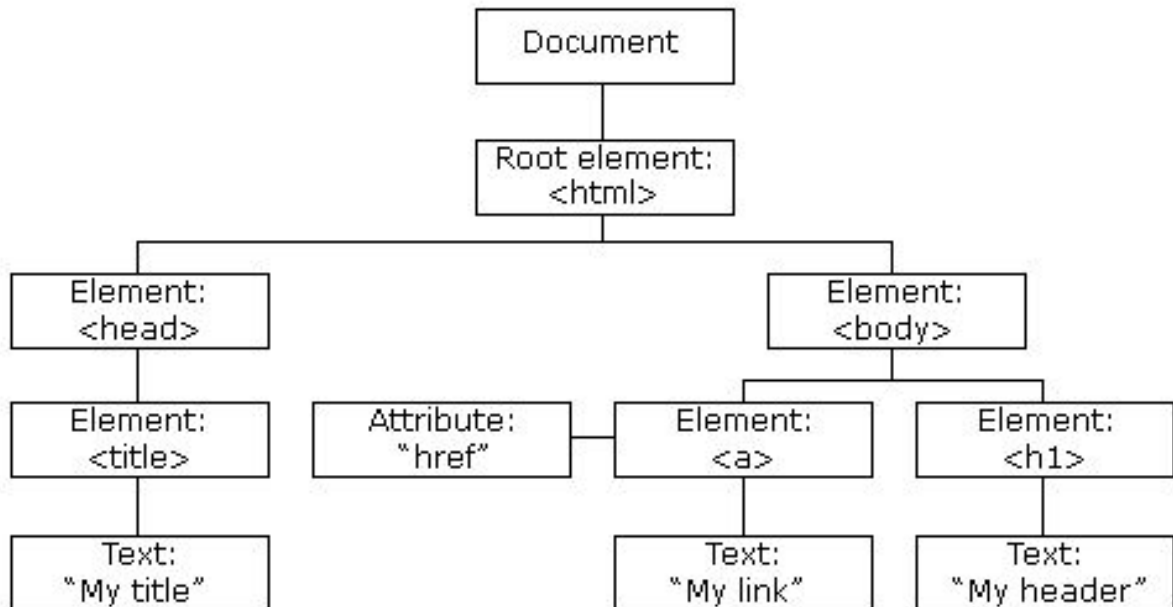 Document
Root element:
<html>
Element:
<head>
Element:
<body>
Element:
<title>
Attribute:
“href”
Element:
<a>
Element:
<h1>
Text:
“My title”
Text:
“My link”
Text:
“My header”